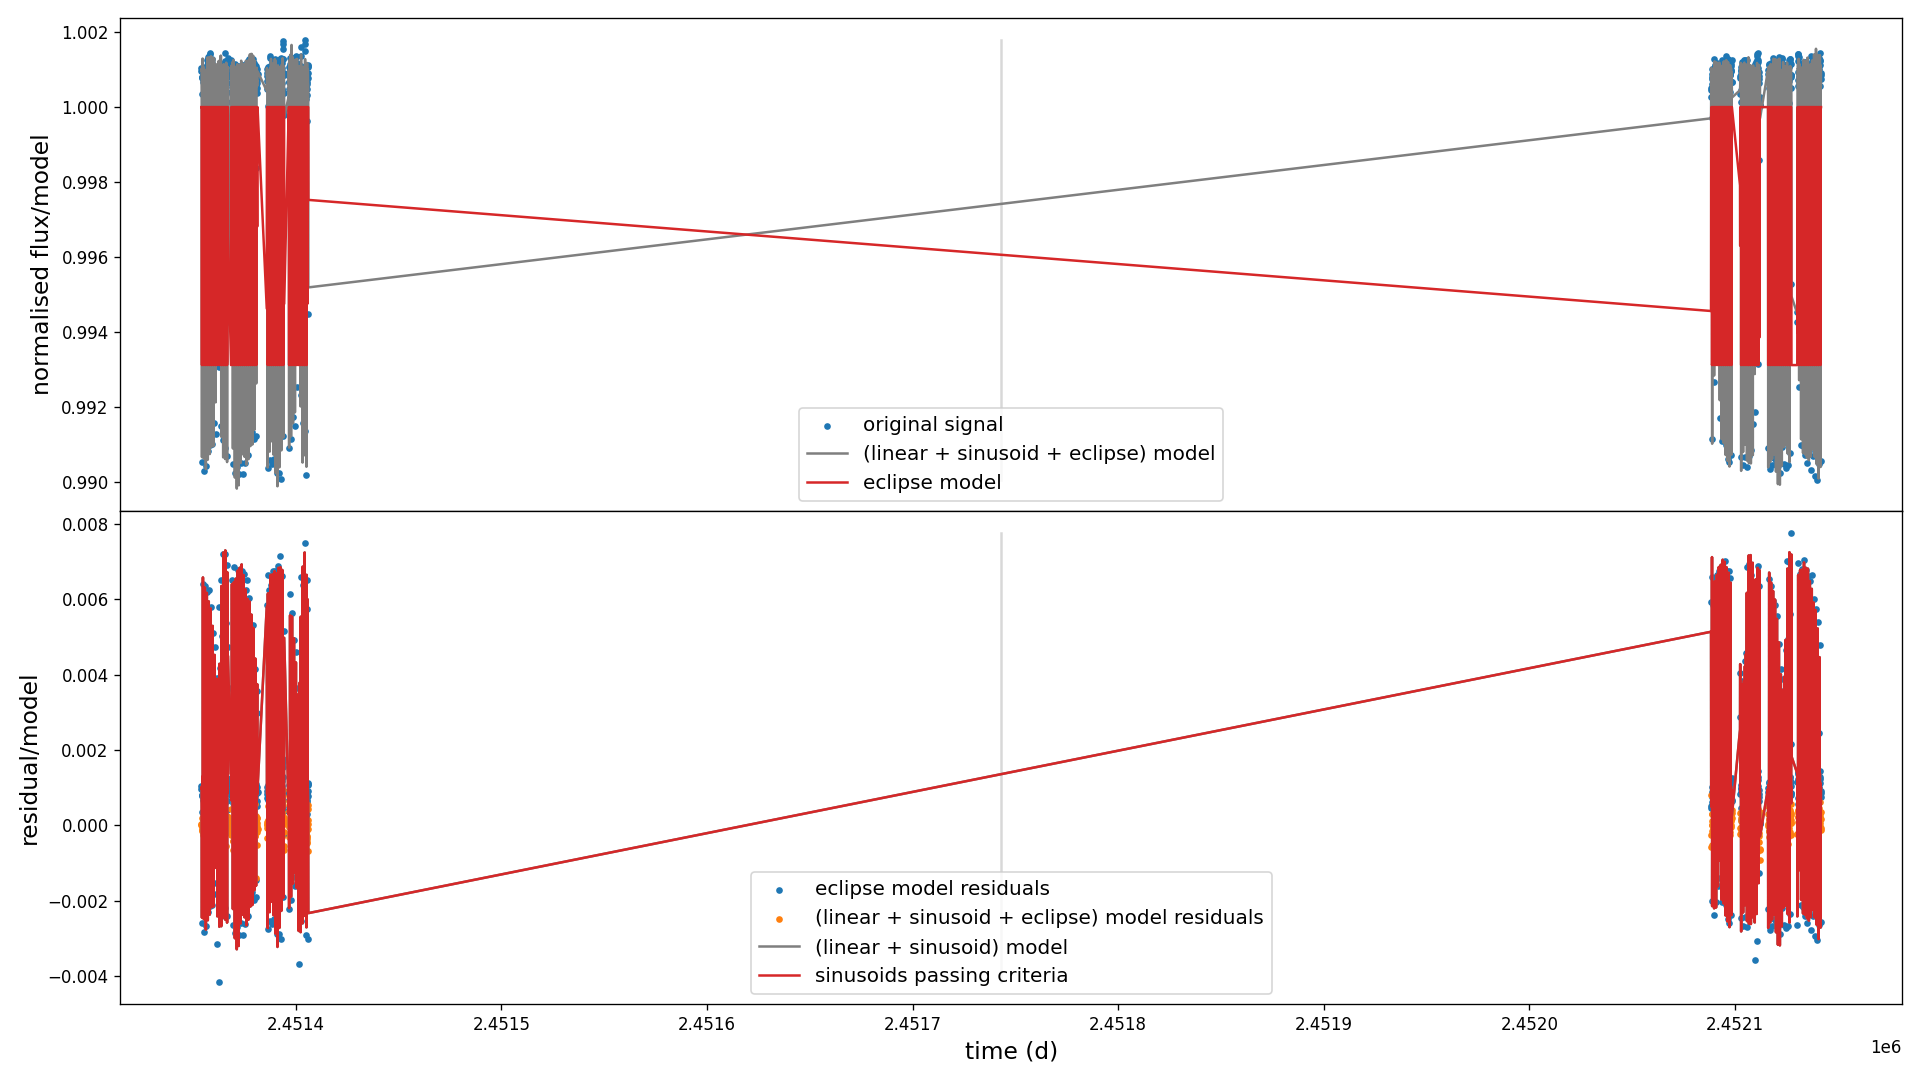 1.002
1.000
0.998
0.996
0.994
0.992
0.990
normalised flux/model
original signal
(linear + sinusoid + eclipse) model
eclipse model
0.008
0.006
0.004
0.002
0.000
−0.002
−0.004
residual/model
eclipse model residuals
(linear + sinusoid + eclipse) model residuals
(linear + sinusoid) model
sinusoids passing criteria
2.4514 2.4515 2.4516 2.4517 2.4518 2.4519 2.4520 2.4521
1e6
time (d)